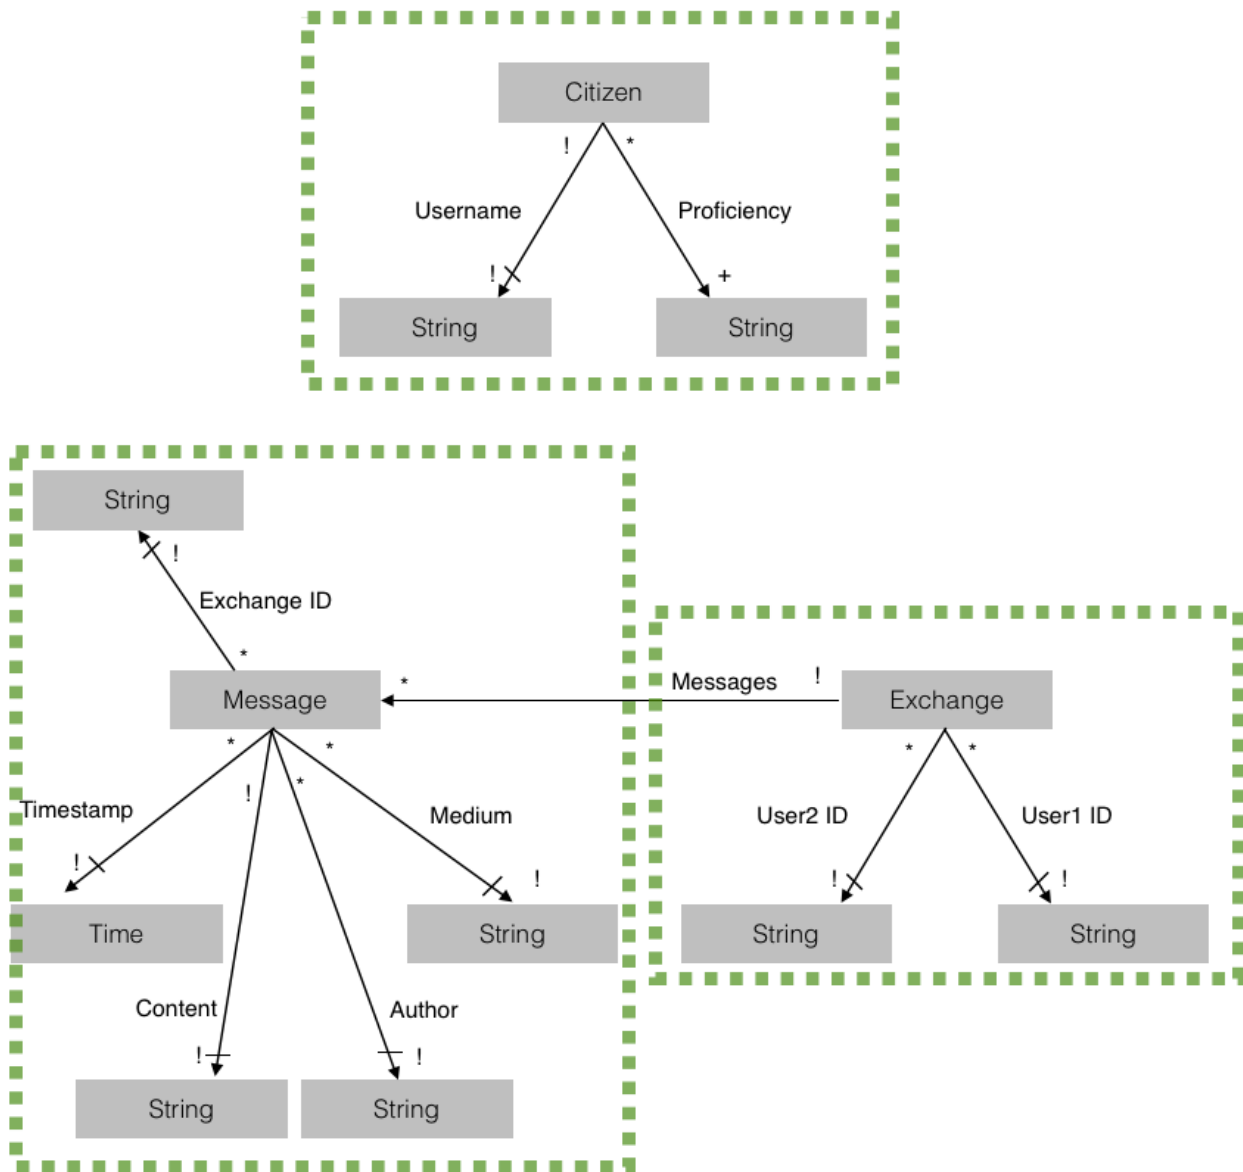 Citizen
! *
Username Proficiency
! +
String String
String
!
Exchange ID
*
Message * Messages ! Exchange
* * * *
! *
Timestamp Medium User2 ID User1 ID
! ! ! !
Time String String String
Content Author
! !
String String